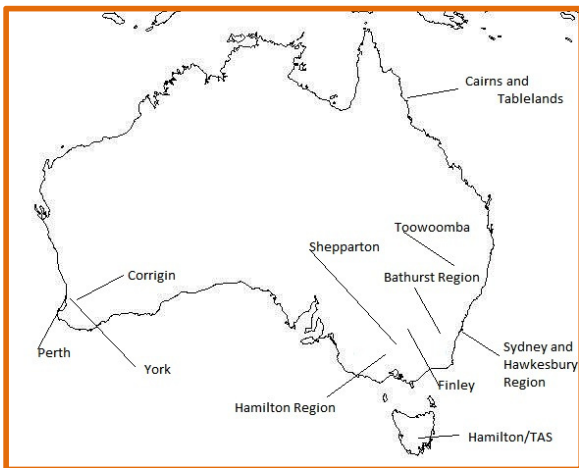 Cairns and
Tablelands
Toowoomba
Shepparton
Bathurst Region
Corrigin
Perth
York
Sydney and
Hawkesbury
Region
Finley
Hamilton Region
Hamilton/TAS